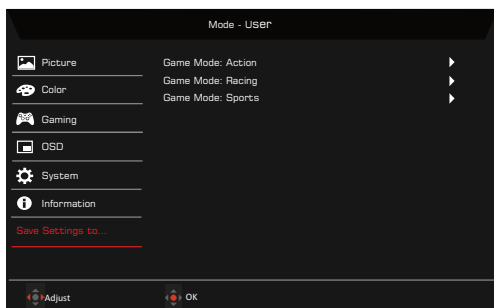 Mode - User
Picture
Color
Gaming
OSD
System
Information
Save Settings to...
Game Mode: Action
Game Mode: Racing
Game Mode: Sports
Adjust
OK